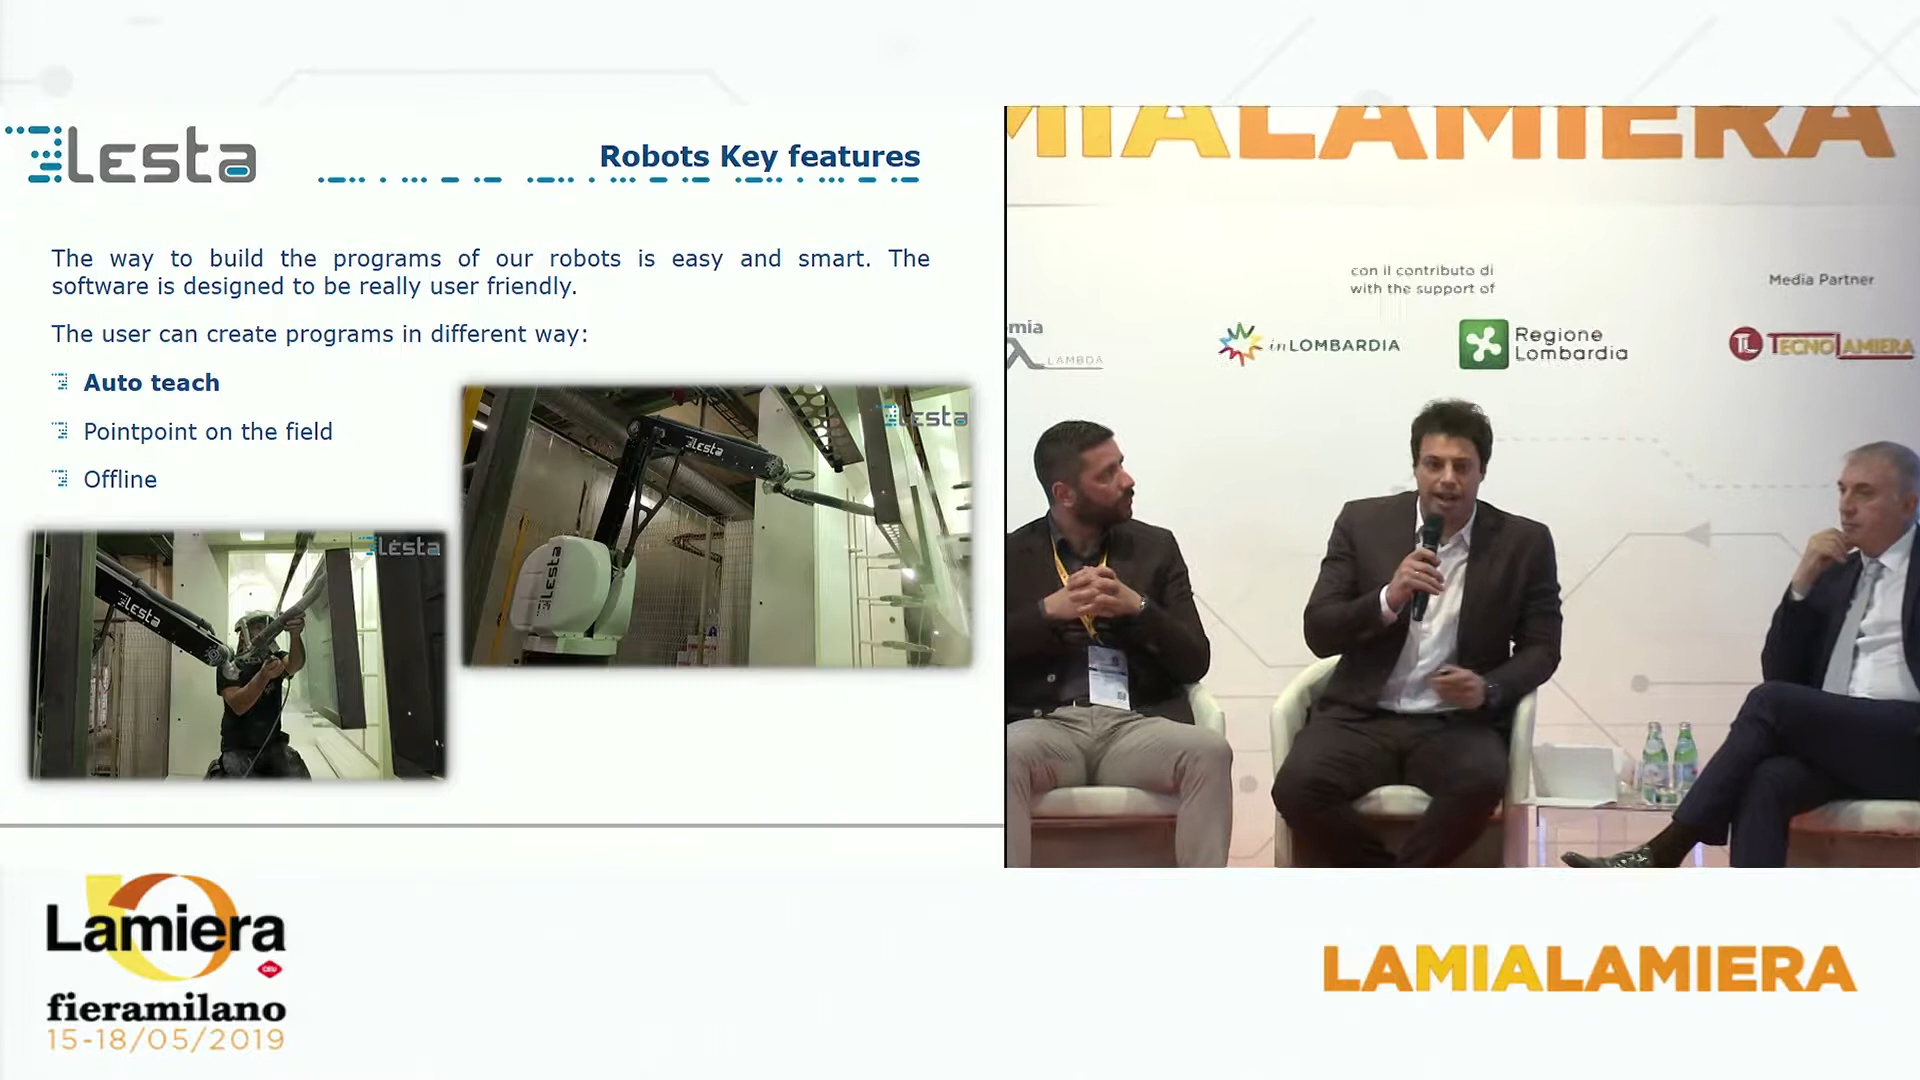 Lesta
Robots Key features
The way to build the programs of our robots is easy and smart. The
software is designed to be really user friendly.
The user can create programs in different way:
Auto teach
Pointpoint on the field
Offline
Lesta
Lesta
Lesta
Lesta
Lesta
MIALAMIERA
con il contributo di
with the support of
Media Partner
mia
LAMBDA
inLOMBARDIA
Regione
Lombardia
TL TECNOLAMIERA
Lamiera
CEU
fieramilano
15-18/05/2019
LAMIALAMIERA